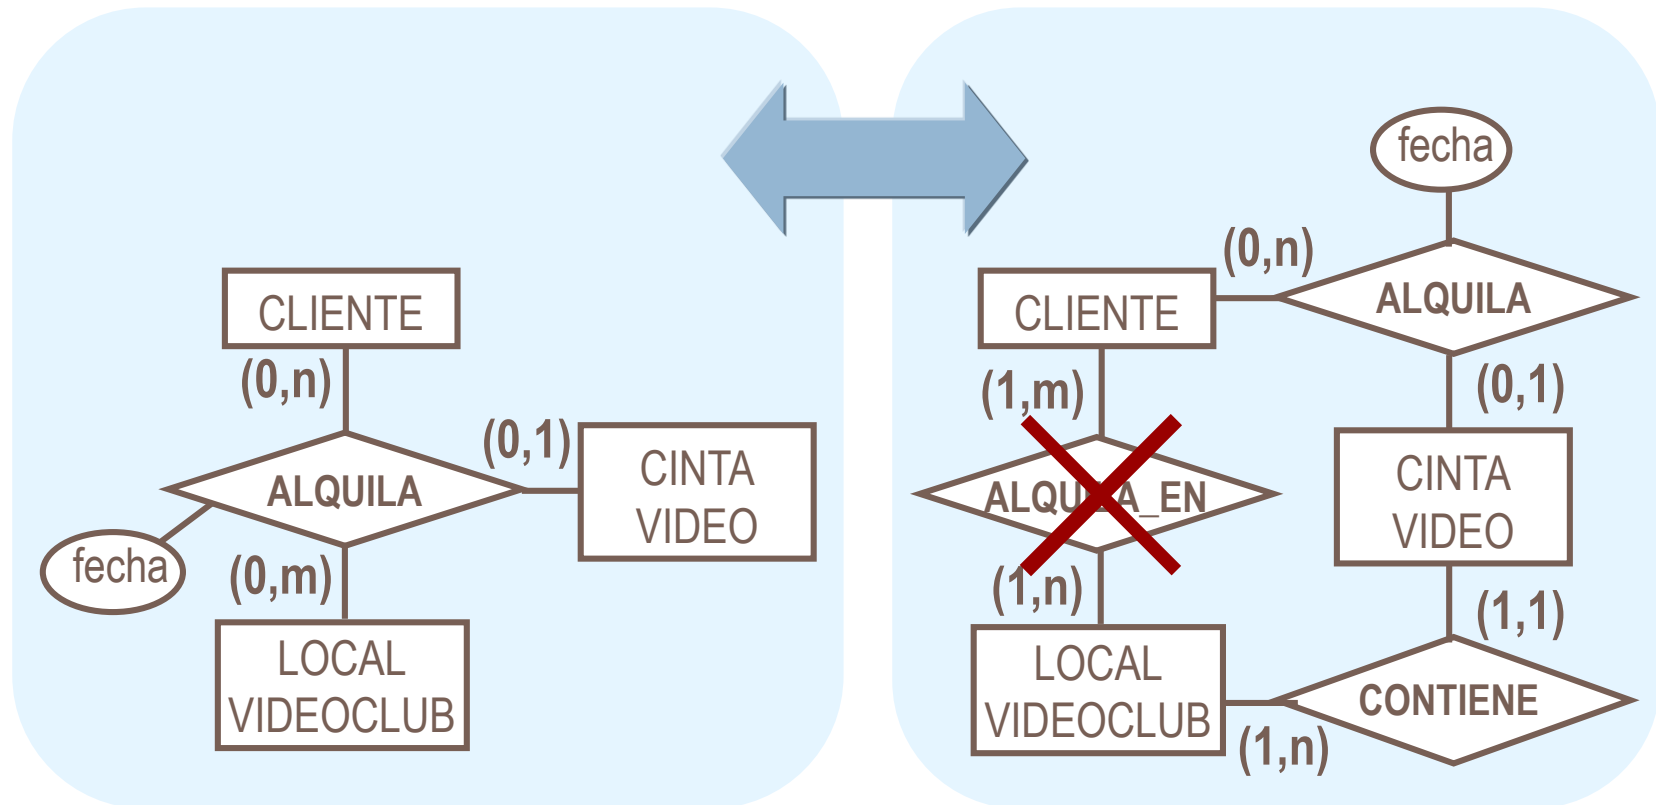 CLIENTE
(0,n)
(0,1)
CINTA
VIDEO
ALQUILA
fecha
(0,m)
LOCAL
VIDEOCLUB
fecha
(0,n)
CLIENTE
ALQUILA
(1,m)
(0,1)
ALQUILA_EN
CINTA
VIDEO
(1,n)
(1,1)
LOCAL
VIDEOCLUB
CONTIENE
(1,n)